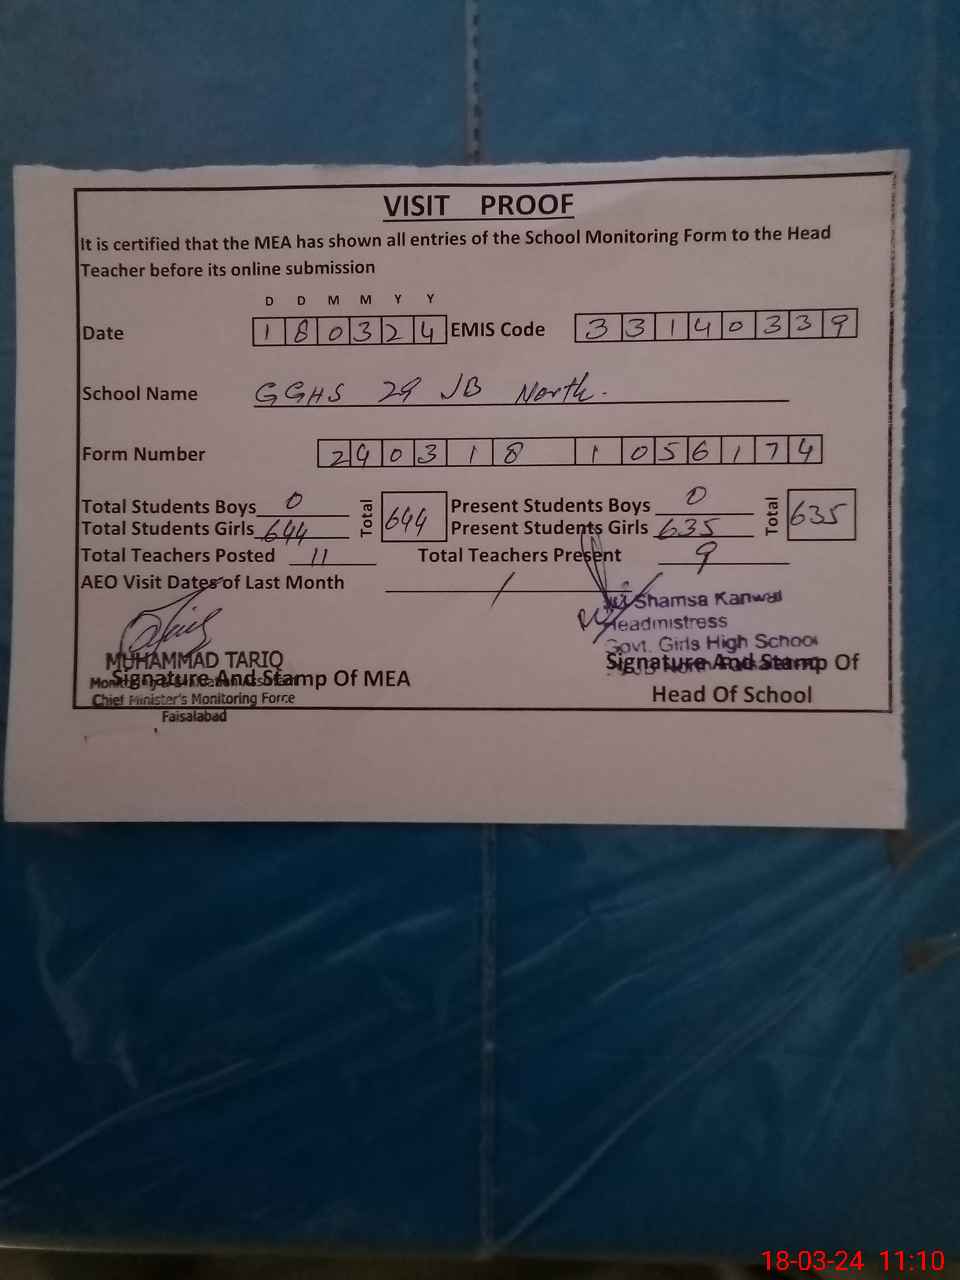 VISIT PROOF
It is certified that the MEA has shown all entries of the School Monitoring Form to the Head
Teacher before its online submission
D D M M Y Y
Date 1 8 0 3 2 4 EMIS Code 3 3 1 4 0 3 3 9
School Name GGHS 29 JB North.
Form Number 2 4 0 3 1 8 1 0 5 6 1 7 4
Total Students Boys 0 Total 644 Present Students Boys 0 Total 635
Total Students Girls 644 Present Students Girls 635
Total Teachers Posted 11 Total Teachers Present 9
AEO Visit Dates of Last Month /
Shamsa Kanwal
Headmistress
Govt. Girls High School
MUHAMMAD TARIQ
Signature And Stamp Of MEA
Chief Minister's Monitoring Force
Faisalabad
Signature And Stamp Of
Head Of School
18-03-24 11:10